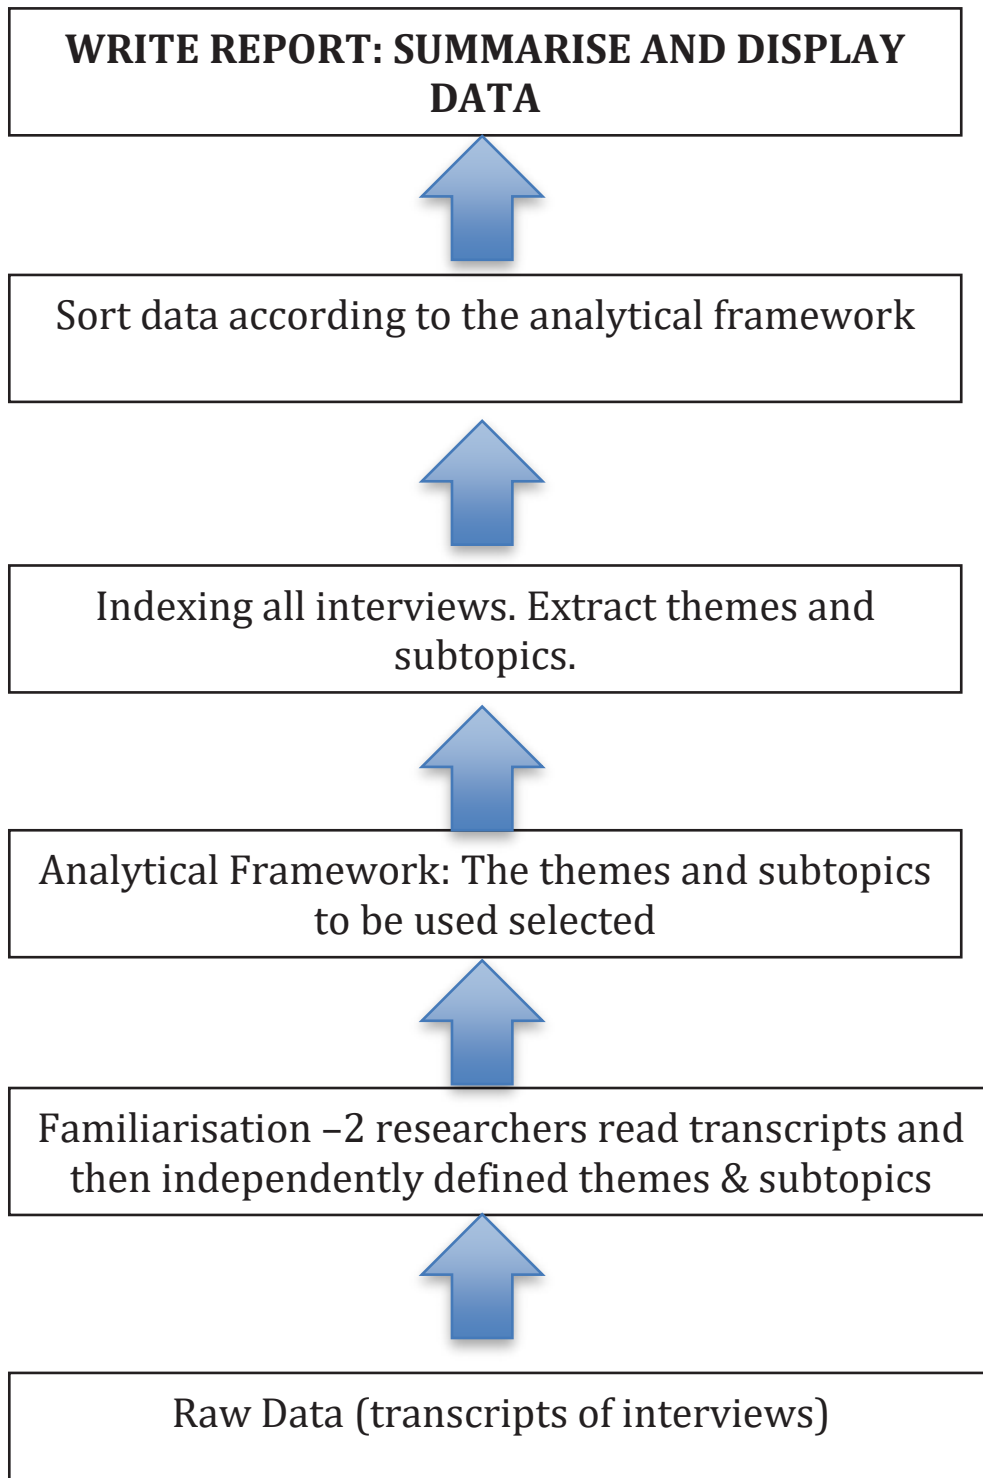 WRITE REPORT: SUMMARISE AND DISPLAY
DATA
Sort data according to the analytical framework
Indexing all interviews. Extract themes and
subtopics.
Analytical Framework: The themes and subtopics
to be used selected
Familiarisation –2 researchers read transcripts and
then independently defined themes & subtopics
Raw Data (transcripts of interviews)